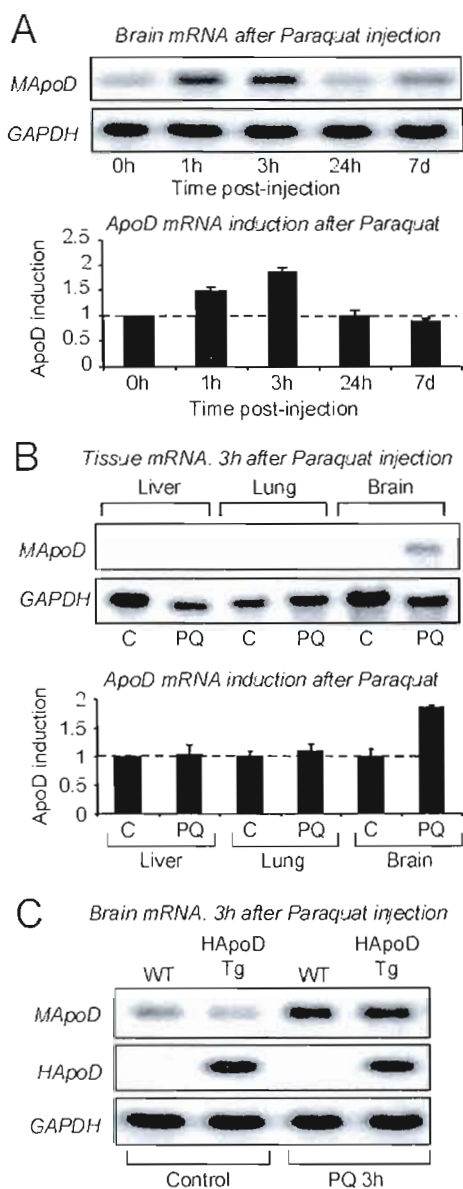 A
Brain mRNA after Paraquat injection
MApoD
GAPDH
0h 1h 3h 24h 7d
Time post-injection
ApoD mRNA induction after Paraquat
ApoD induction
2.5
2
1.5
1
0.5
0
0h 1h 3h 24h 7d
Time post-injection
B
Tissue mRNA. 3h after Paraquat injection
Liver Lung Brain
MApoD
GAPDH
C PQ C PQ C PQ
ApoD mRNA induction after Paraquat
ApoD induction
2
1.5
1
0.5
0
C PQ C PQ C PQ
Liver Lung Brain
C
Brain mRNA. 3h after Paraquat injection
WT HApoD Tg WT HApoD Tg
MApoD
HApoD
GAPDH
Control PQ 3h